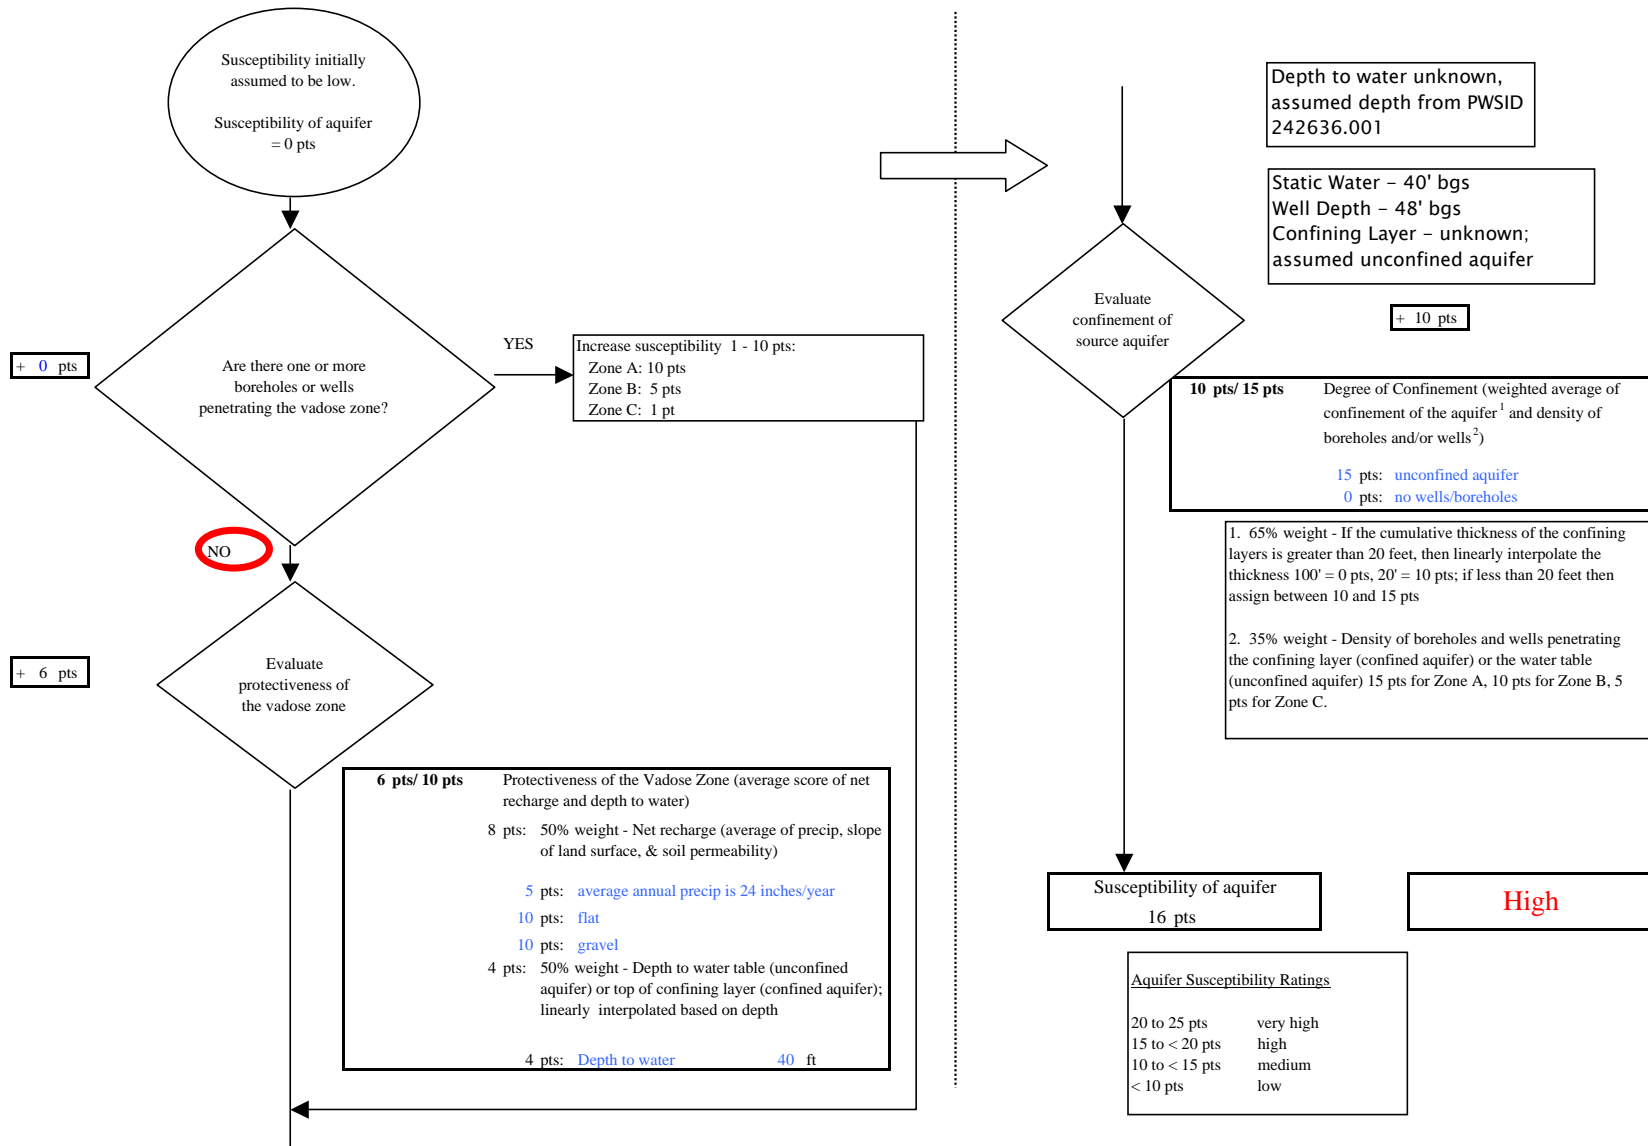 Susceptibility initially
assumed to be low.
Susceptibility of aquifer
= 0 pts
+ 0 pts
Are there one or more
boreholes or wells
penetrating the vadose zone?
YES
Increase susceptibility 1 - 10 pts:
Zone A: 10 pts
Zone B: 5 pts
Zone C: 1 pt
NO
+ 6 pts
Evaluate
protectiveness of
the vadose zone
6 pts/ 10 pts Protectiveness of the Vadose Zone (average score of net
recharge and depth to water)
8 pts: 50% weight - Net recharge (average of precip, slope
of land surface, & soil permeability)
5 pts: average annual precip is 24 inches/year
10 pts: flat
10 pts: gravel
4 pts: 50% weight - Depth to water table (unconfined
aquifer) or top of confining layer (confined aquifer);
linearly interpolated based on depth
4 pts: Depth to water 40 ft
Depth to water unknown,
assumed depth from PWSID
242636.001
Static Water – 40' bgs
Well Depth – 48' bgs
Confining Layer – unknown;
assumed unconfined aquifer
Evaluate
confinement of
source aquifer
+ 10 pts
10 pts/ 15 pts Degree of Confinement (weighted average of
confinement of the aquifer1 and density of
boreholes and/or wells2)
15 pts: unconfined aquifer
0 pts: no wells/boreholes
1. 65% weight - If the cumulative thickness of the confining
layers is greater than 20 feet, then linearly interpolate the
thickness 100' = 0 pts, 20' = 10 pts; if less than 20 feet then
assign between 10 and 15 pts
2. 35% weight - Density of boreholes and wells penetrating
the confining layer (confined aquifer) or the water table
(unconfined aquifer) 15 pts for Zone A, 10 pts for Zone B, 5
pts for Zone C.
Susceptibility of aquifer
16 pts
High
Aquifer Susceptibility Ratings
20 to 25 pts very high
15 to < 20 pts high
10 to < 15 pts medium
< 10 pts low